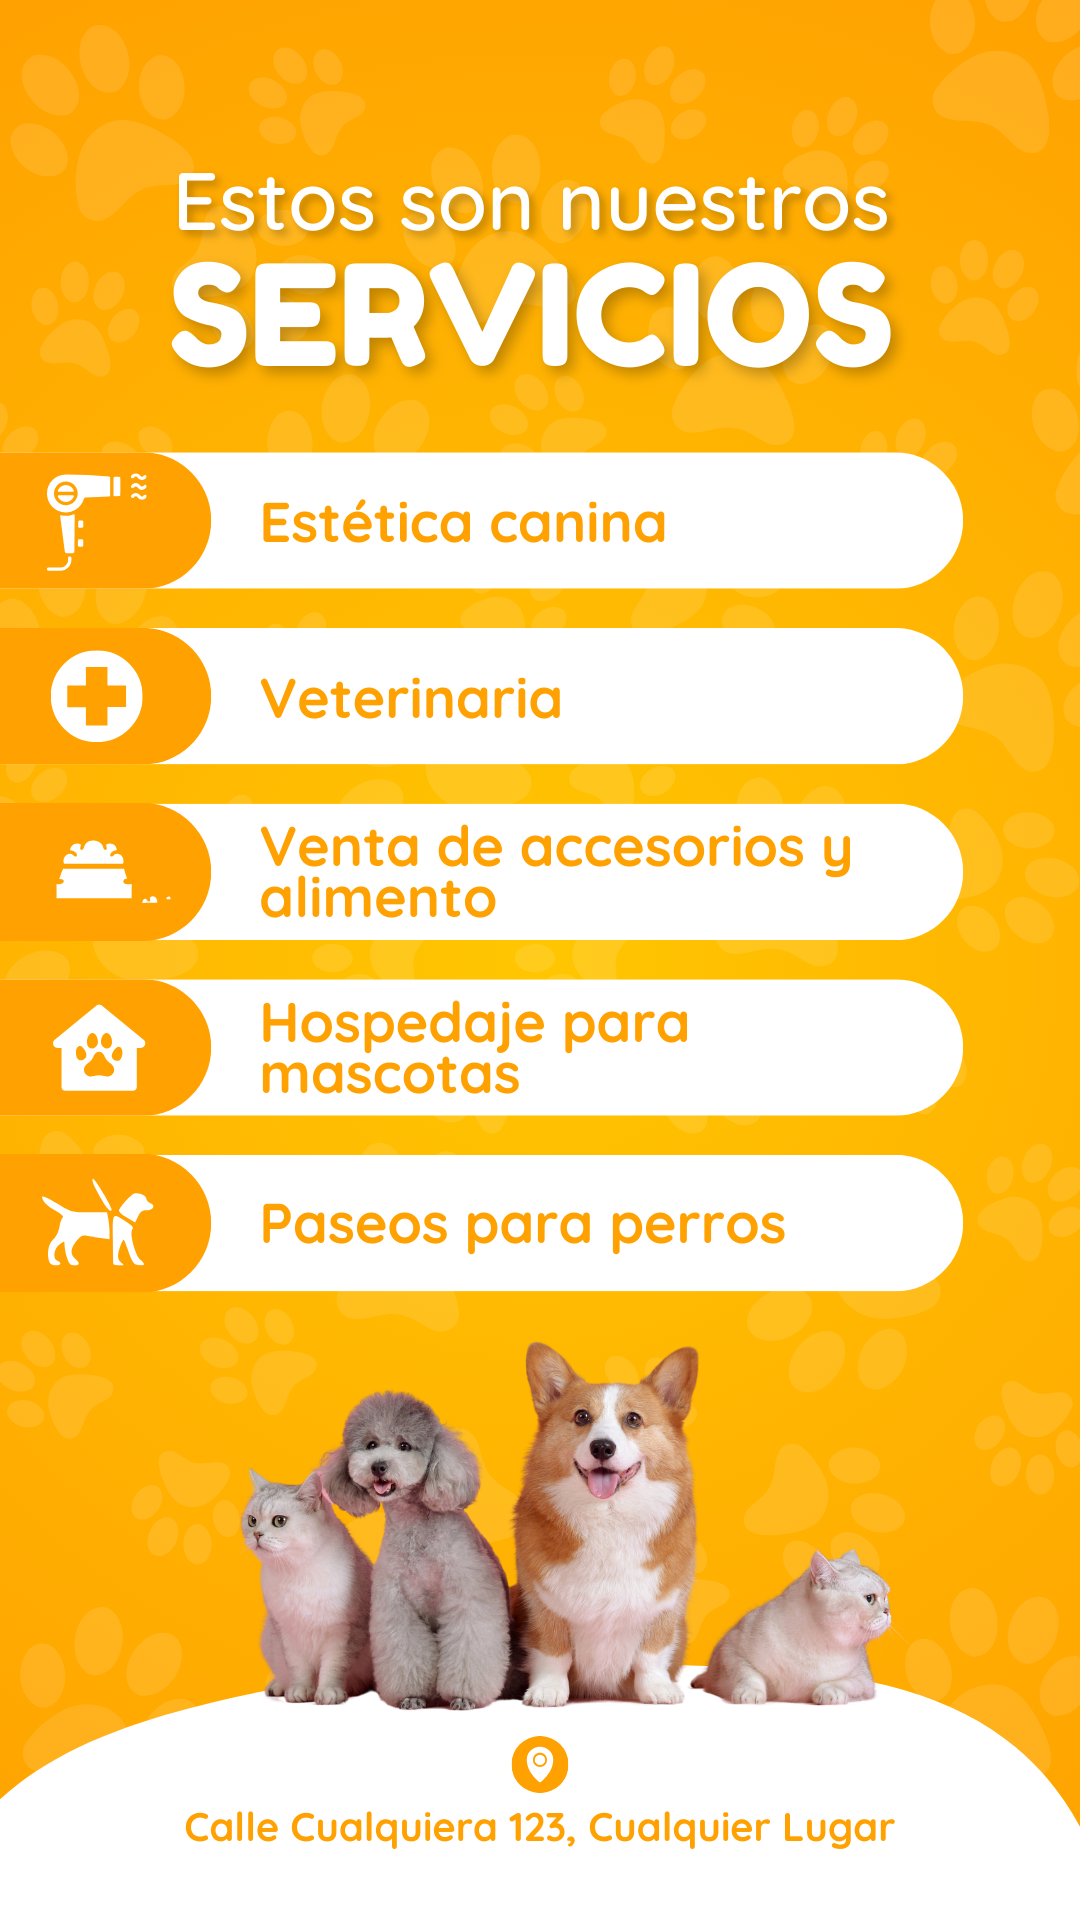 Estos son nuestros
SERVICIOS
Estética canina
Veterinaria
Venta de accesorios y
alimento
Hospedaje para
mascotas
Paseos para perros
Calle Cualquiera 123, Cualquier Lugar